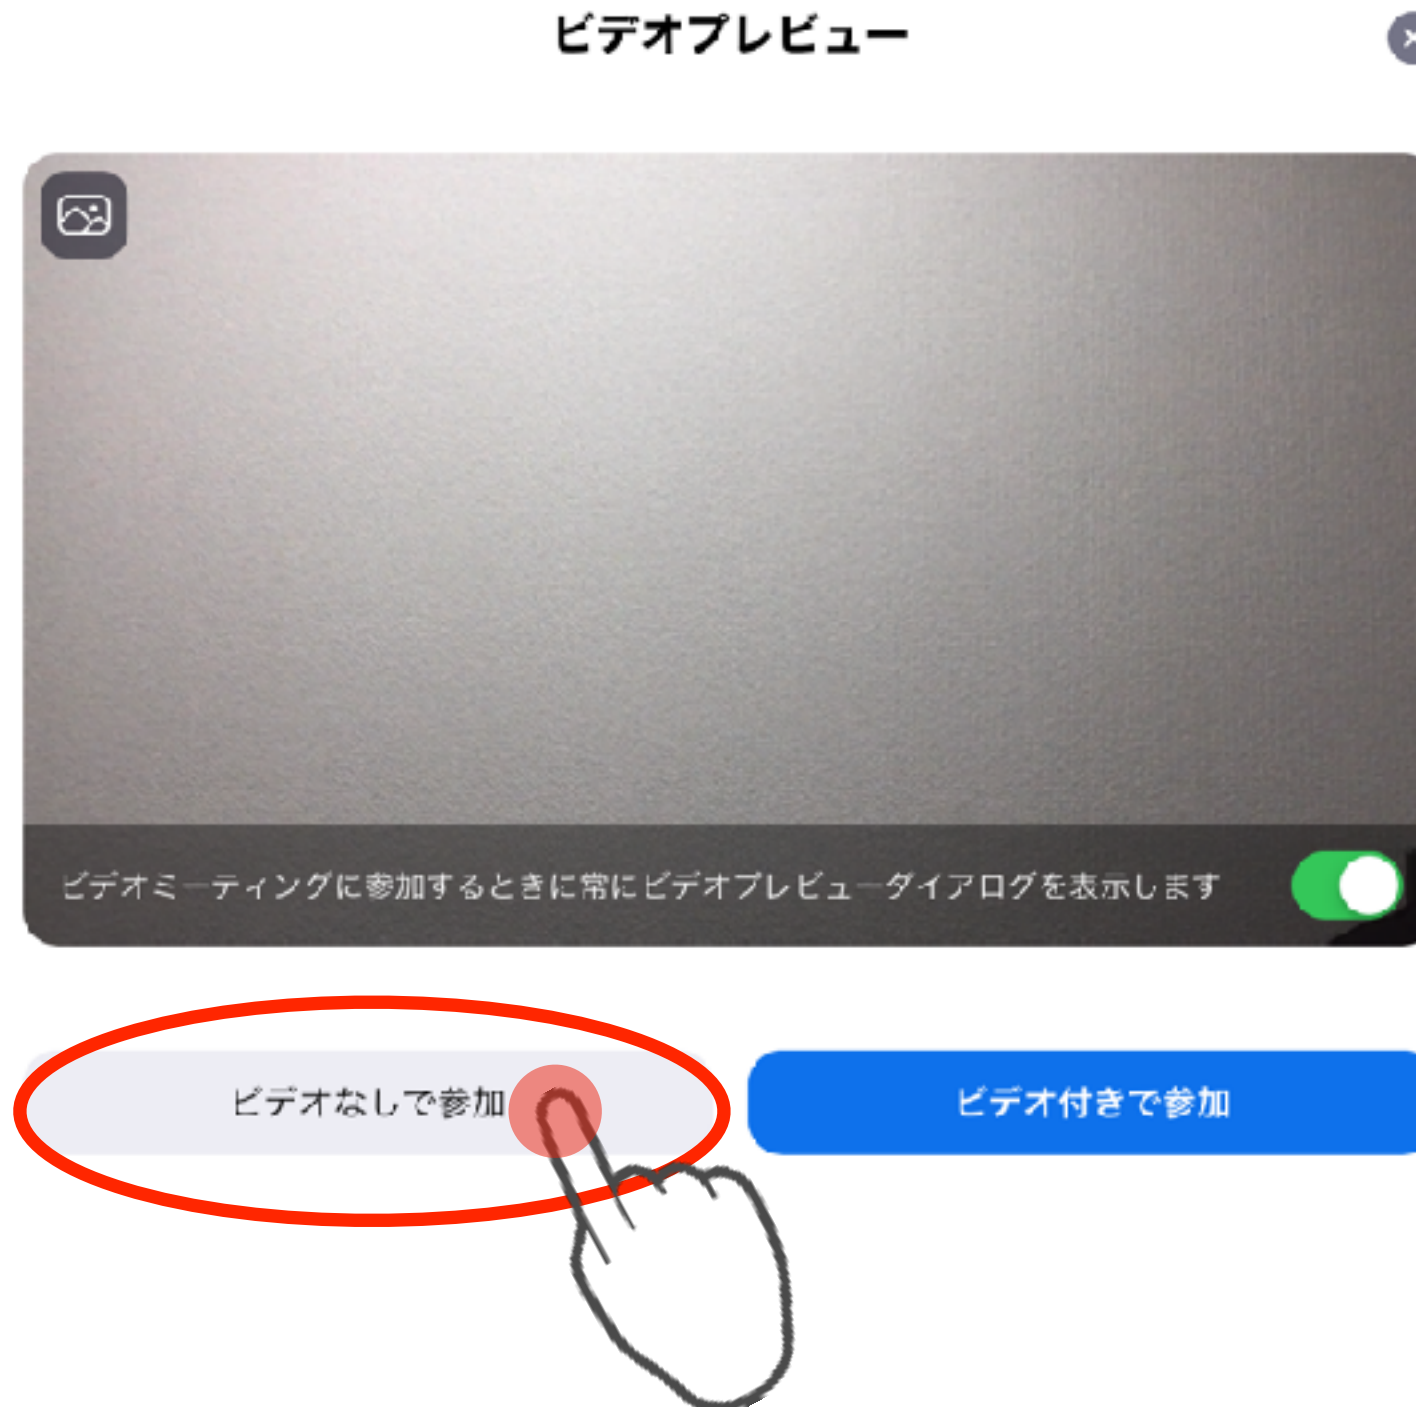 ビデオプレビュー
ビデオミーティングに参加するときに常にビデオプレビューダイアログを表示します
ビデオなしで参加
ビデオ付きで参加